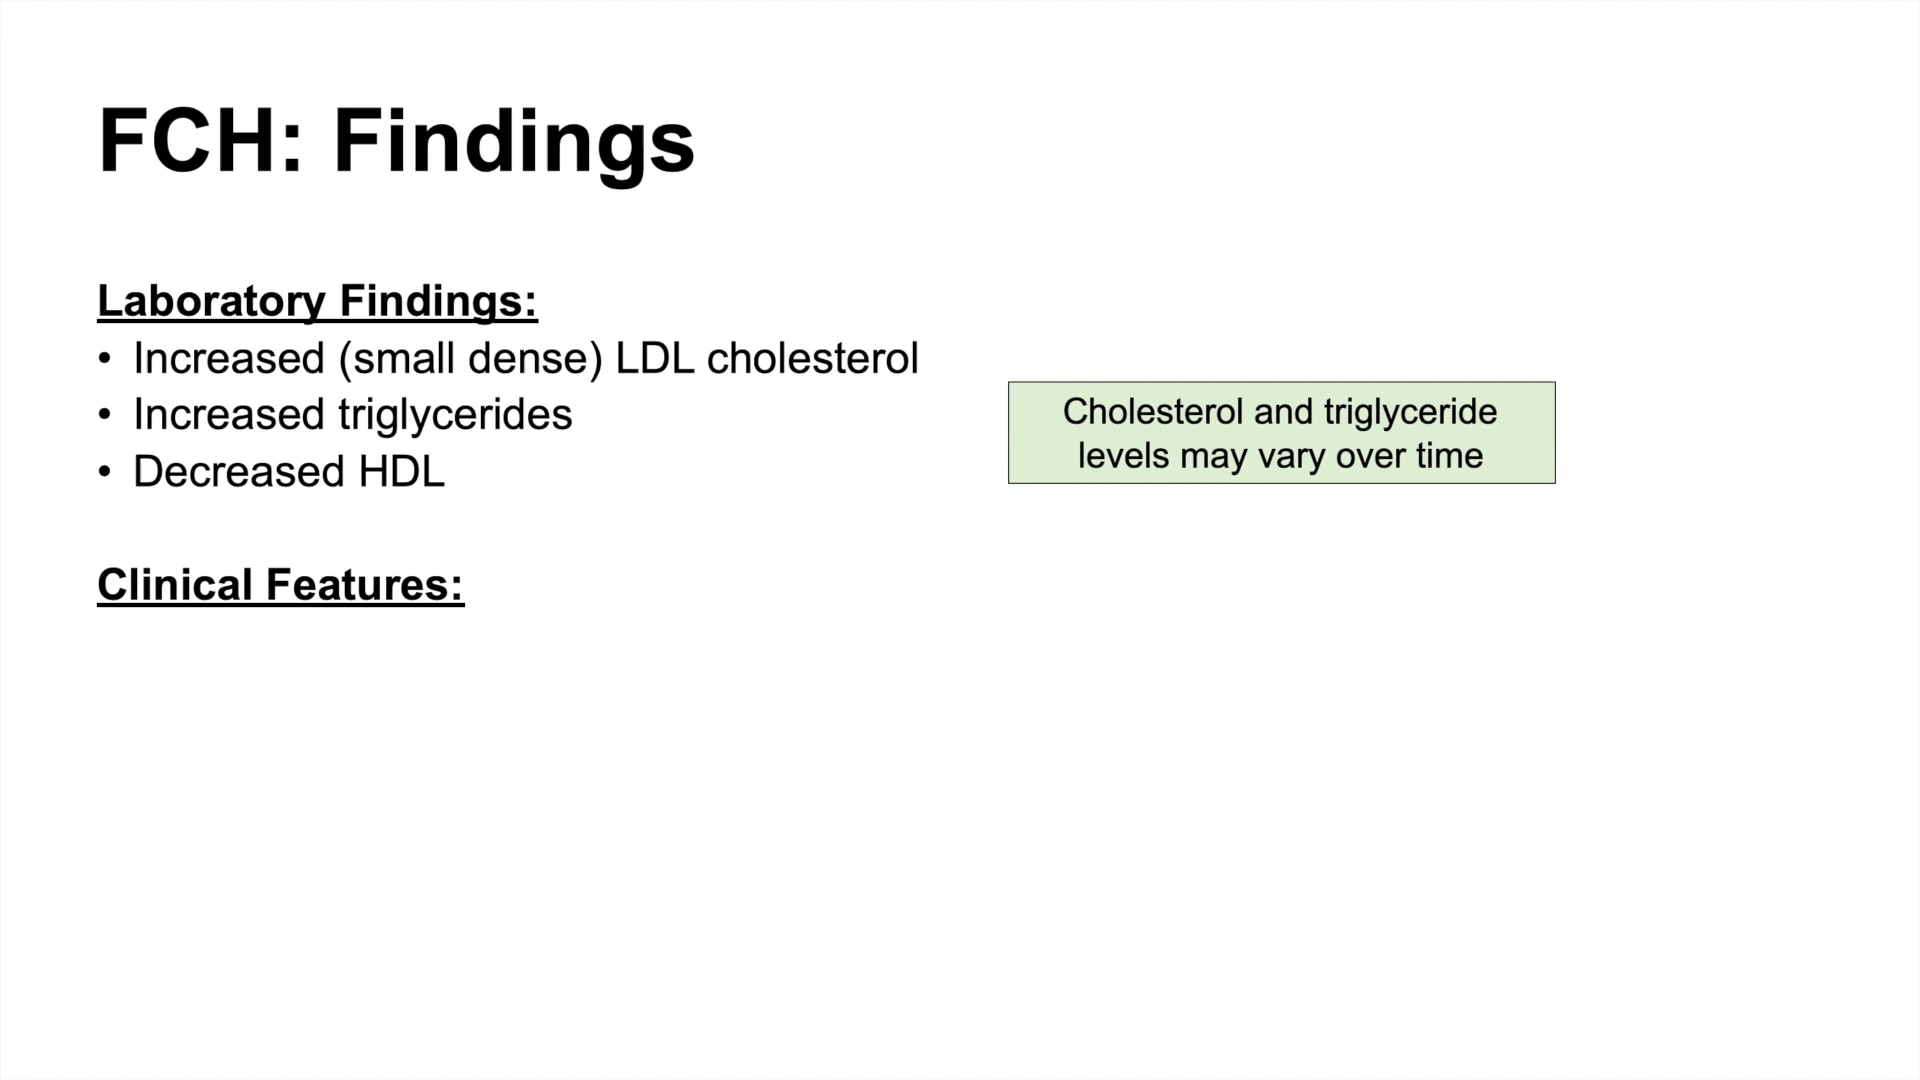 FCH: Findings
Laboratory Findings:
• Increased (small dense) LDL cholesterol
• Increased triglycerides
• Decreased HDL
Cholesterol and triglyceride
levels may vary over time
Clinical Features: